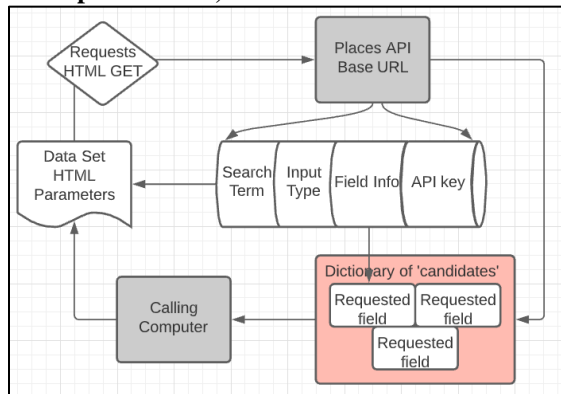 Requests
HTML GET
Places API
Base URL
Data Set
HTML
Parameters
Search
Term
Input
Type
Field Info
API key
Dictionary of 'candidates'
Requested
field
Requested
field
Requested
field
Calling
Computer